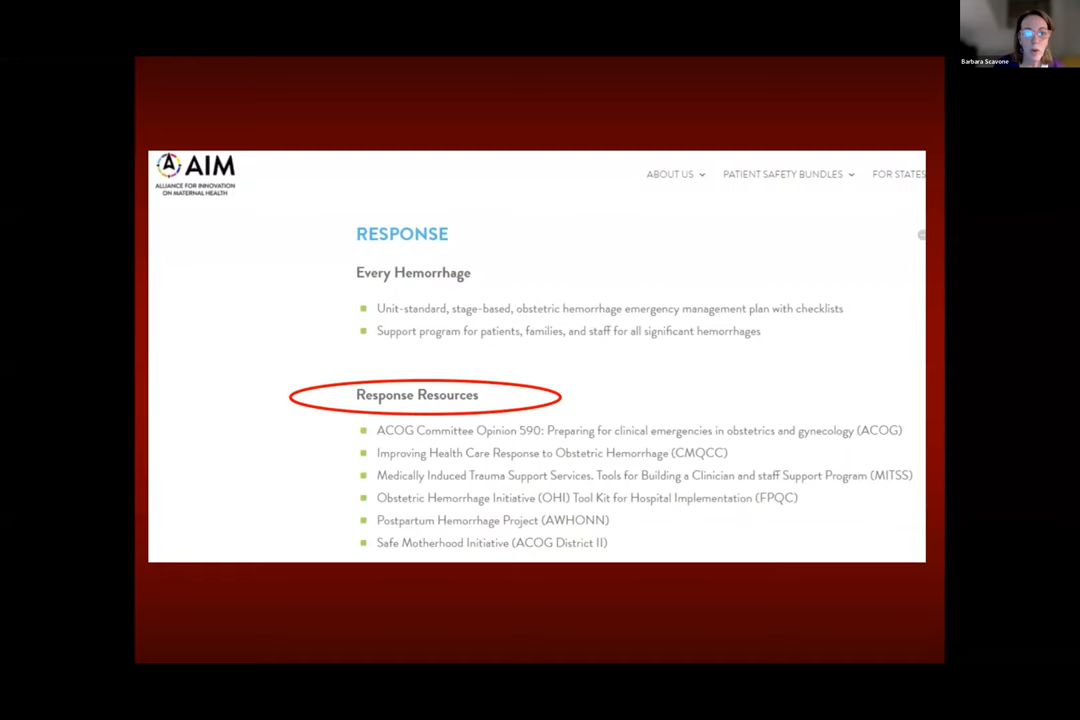 Barbara Scavone
AIM
ALLIANCE FOR INNOVATION
ON MATERNAL HEALTH
ABOUT US
PATIENT SAFETY BUNDLES
FOR STATES
RESPONSE
Every Hemorrhage
Unit-standard, stage-based, obstetric hemorrhage emergency management plan with checklists
Support program for patients, families, and staff for all significant hemorrhages
Response Resources
ACOG Committee Opinion 590: Preparing for clinical emergencies in obstetrics and gynecology (ACOG)
Improving Health Care Response to Obstetric Hemorrhage (CMQCC)
Medically Induced Trauma Support Services. Tools for Building a Clinician and staff Support Program (MITSS)
Obstetric Hemorrhage Initiative (OHI) Tool Kit for Hospital Implementation (FPQC)
Postpartum Hemorrhage Project (AWHONN)
Safe Motherhood Initiative (ACOG District II)